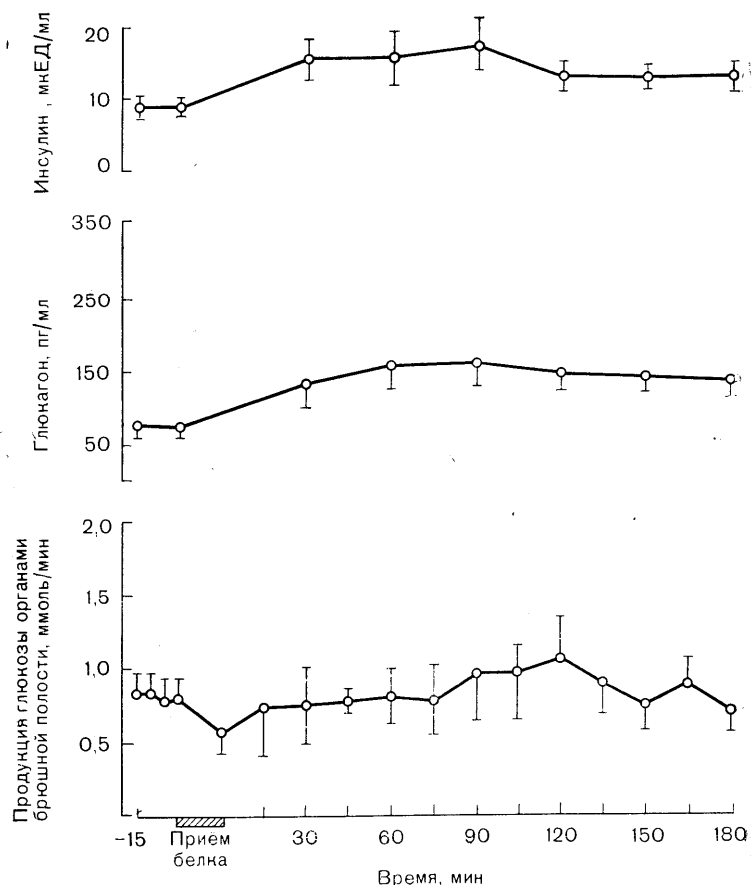 Инсулин, мкЕД/мл
20
10
0
Глюкагон, пг/мл
350
250
150
50
Продукция глюкозы органами
брюшной полости, ммоль/мин
2,0
1,5
1,0
0,5
-15 Прием 30 60 90 120 150 180
белка
Время, мин